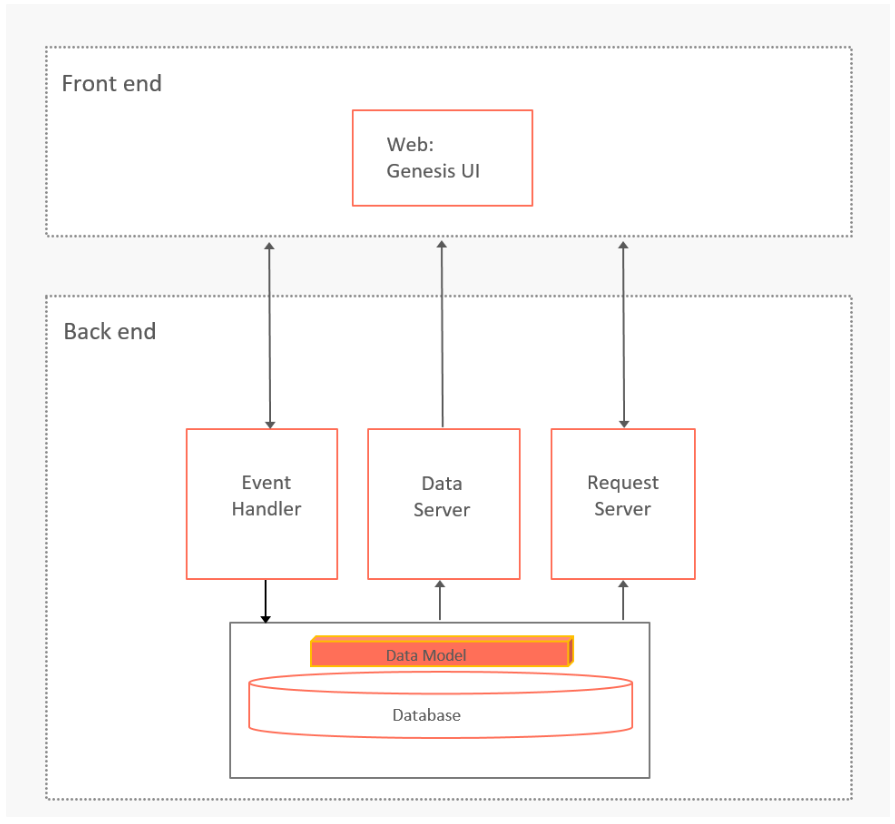 Front end
Web:
Genesis UI
Back end
Event
Handler
Data
Server
Request
Server
Data Model
Database